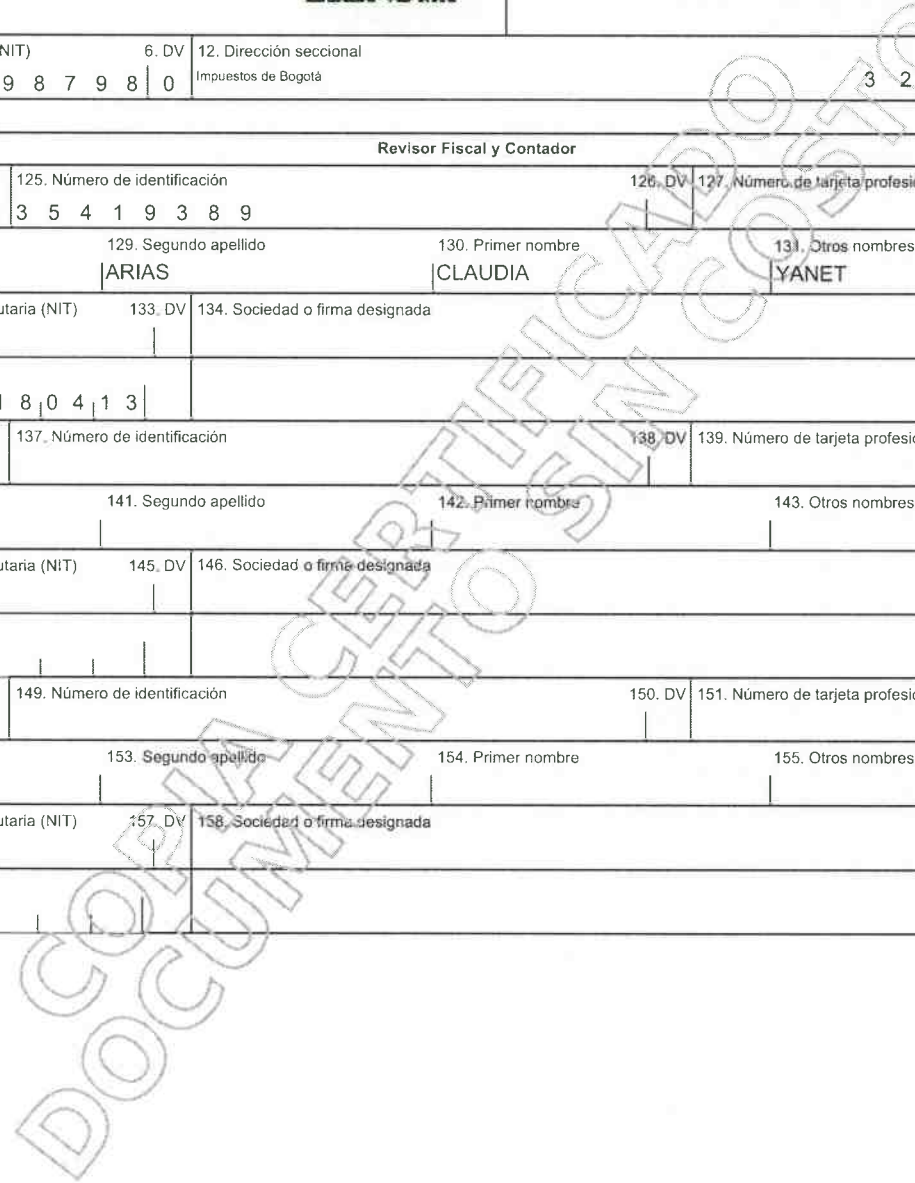 NIT) 6. DV 12. Dirección seccional
9 8 7 9 8 0 Impuestos de Bogotá 3 2
Revisor Fiscal y Contador
125. Número de identificación 126. DV 127. Número de tarjeta profesi
3 5 4 1 9 3 8 9
129. Segundo apellido 130. Primer nombre 131. Otros nombres
ARIAS CLAUDIA YANET
utaria (NIT) 133. DV 134. Sociedad o firma designada
8 0 4 1 3
137. Número de identificación 138. DV 139. Número de tarjeta profesi
141. Segundo apellido 142. Primer nombre 143. Otros nombres
utaria (NIT) 145. DV 146. Sociedad o firma designada
149. Número de identificación 150. DV 151. Número de tarjeta profesi
153. Segundo apellido 154. Primer nombre 155. Otros nombres
utaria (NIT) 157. DV 158. Sociedad o firma designada
COPIA CERTIFICADO
DOCUMENTO SIN COSTO